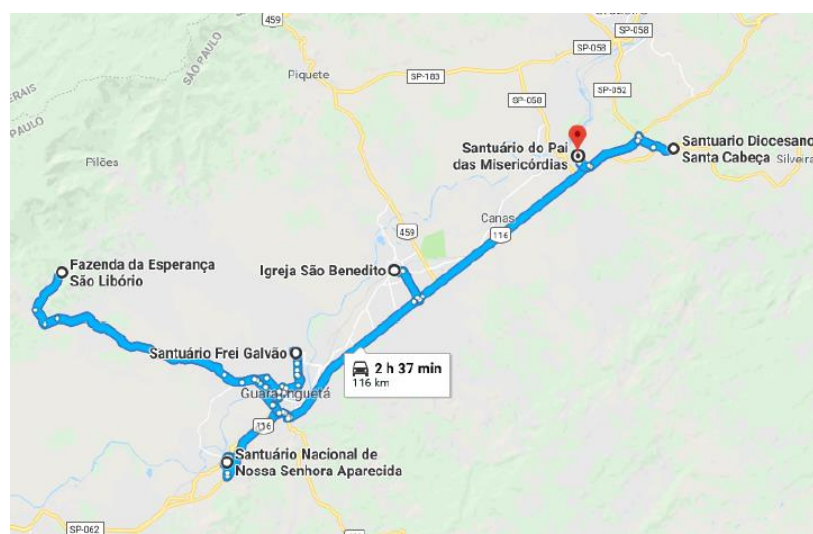 459
SP-058
SP-058
ERAIS
SÃO PAULO
PAULO
Piquete
SP-183
SP-058
SP-052
Pilões
Santuário do Pai
das Misericórdias
Santuario Diocesano
Santa Cabeça
Silveira
Canas
116
459
Fazenda da Esperança
São Libório
Igreja São Benedito
Santuário Frei Galvão
2 h 37 min
116 km
Guaratinguetá
116
Santuário Nacional de
Nossa Senhora Aparecida
SP-062